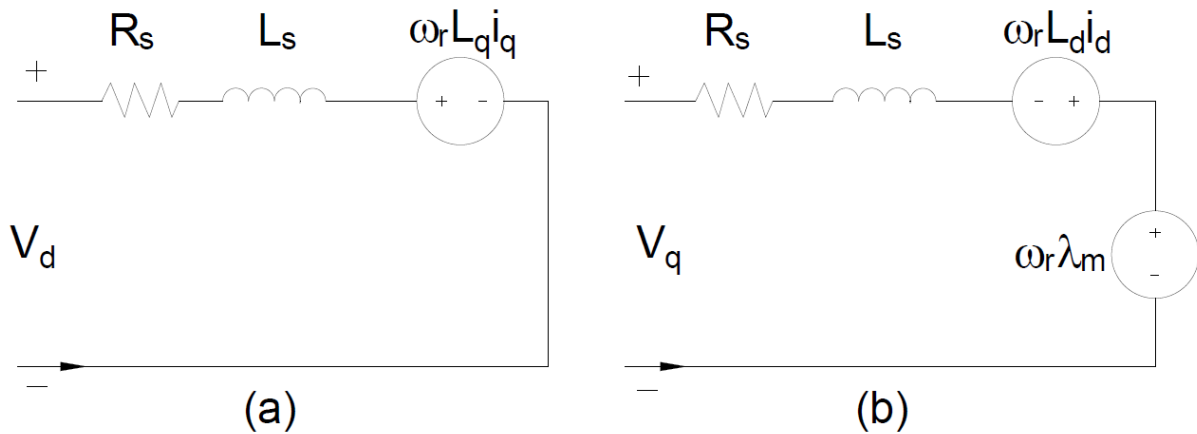 Rs Ls ωrLqiq
+ + -
Vd
−
(a)
Rs Ls ωrLdid
+ - +
Vq
ωrλm
+
-
−
(b)